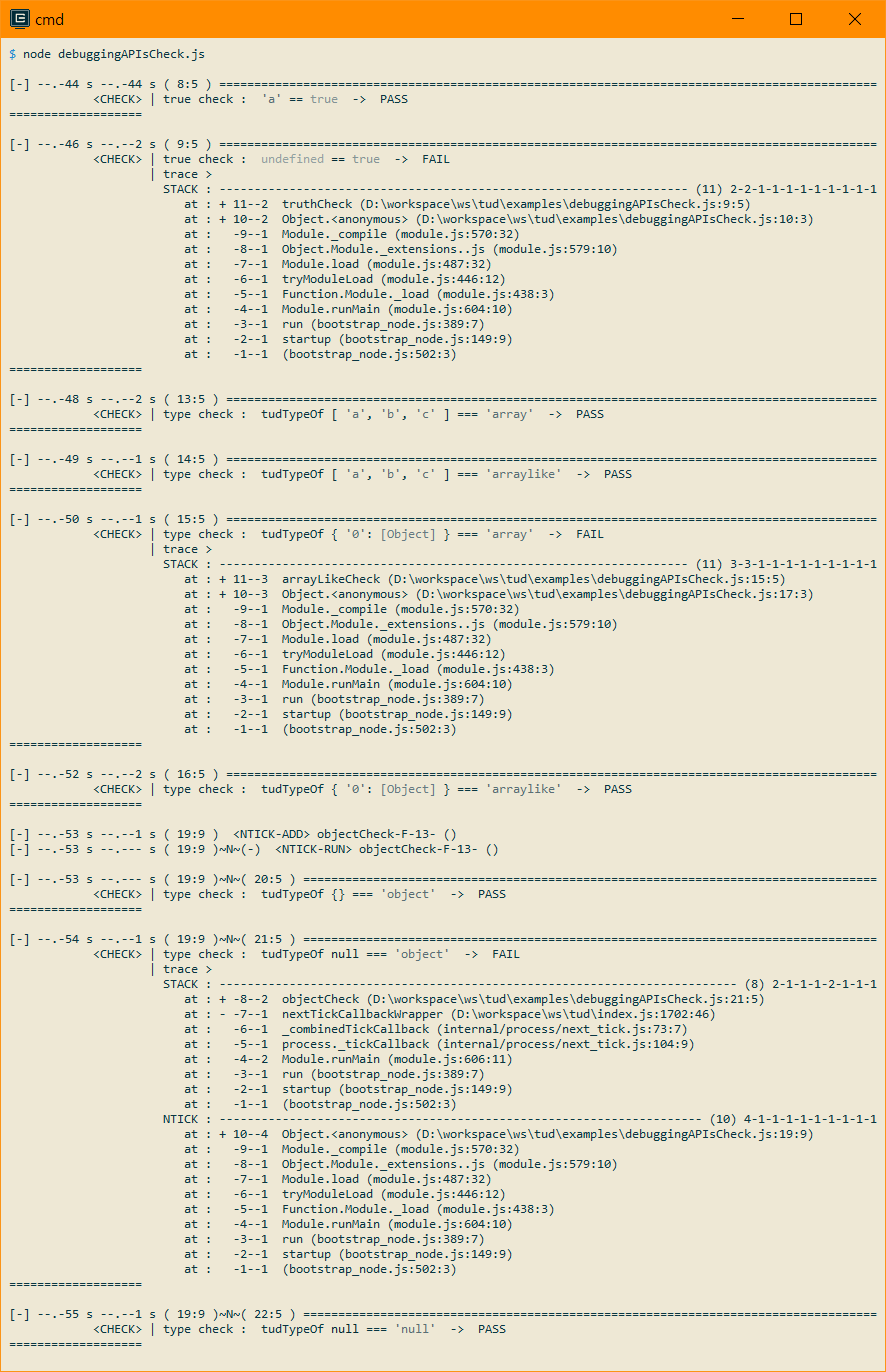 cmd
$ node debuggingAPIsCheck.js
[-] --.-44 s --.-44 s ( 8:5 ) ==============================================================================================
<CHECK> | true check :  'a' == true  ->  PASS
===================
[-] --.-46 s --.--2 s ( 9:5 ) ==============================================================================================
<CHECK> | true check :  undefined == true  ->  FAIL
| trace >
STACK : ------------------------------------------------------------------- (11) 2-2-1-1-1-1-1-1-1-1-1
at : + 11--2  truthCheck (D:\workspace\ws\tud\examples\debuggingAPIsCheck.js:9:5)
at : + 10--2  Object.<anonymous> (D:\workspace\ws\tud\examples\debuggingAPIsCheck.js:10:3)
at :   -9--1  Module._compile (module.js:570:32)
at :   -8--1  Object.Module._extensions..js (module.js:579:10)
at :   -7--1  Module.load (module.js:487:32)
at :   -6--1  tryModuleLoad (module.js:446:12)
at :   -5--1  Function.Module._load (module.js:438:3)
at :   -4--1  Module.runMain (module.js:604:10)
at :   -3--1  run (bootstrap_node.js:389:7)
at :   -2--1  startup (bootstrap_node.js:149:9)
at :   -1--1  (bootstrap_node.js:502:3)
===================
[-] --.-48 s --.--2 s ( 13:5 ) =============================================================================================
<CHECK> | type check :  tudTypeOf [ 'a', 'b', 'c' ] === 'array'  ->  PASS
===================
[-] --.-49 s --.--1 s ( 14:5 ) =============================================================================================
<CHECK> | type check :  tudTypeOf [ 'a', 'b', 'c' ] === 'arraylike'  ->  PASS
===================
[-] --.-50 s --.--1 s ( 15:5 ) =============================================================================================
<CHECK> | type check :  tudTypeOf { '0': [Object] } === 'array'  ->  FAIL
| trace >
STACK : ------------------------------------------------------------------- (11) 3-3-1-1-1-1-1-1-1-1-1
at : + 11--3  arrayLikeCheck (D:\workspace\ws\tud\examples\debuggingAPIsCheck.js:15:5)
at : + 10--3  Object.<anonymous> (D:\workspace\ws\tud\examples\debuggingAPIsCheck.js:17:3)
at :   -9--1  Module._compile (module.js:570:32)
at :   -8--1  Object.Module._extensions..js (module.js:579:10)
at :   -7--1  Module.load (module.js:487:32)
at :   -6--1  tryModuleLoad (module.js:446:12)
at :   -5--1  Function.Module._load (module.js:438:3)
at :   -4--1  Module.runMain (module.js:604:10)
at :   -3--1  run (bootstrap_node.js:389:7)
at :   -2--1  startup (bootstrap_node.js:149:9)
at :   -1--1  (bootstrap_node.js:502:3)
===================
[-] --.-52 s --.--2 s ( 16:5 ) =============================================================================================
<CHECK> | type check :  tudTypeOf { '0': [Object] } === 'arraylike'  ->  PASS
===================
[-] --.-53 s --.--1 s ( 19:9 )  <NTICK-ADD> objectCheck-F-13- ()
[-] --.-53 s --.--- s ( 19:9 )~N~(-)  <NTICK-RUN> objectCheck-F-13- ()
[-] --.-53 s --.--- s ( 19:9 )~N~( 20:5 ) ==================================================================================
<CHECK> | type check :  tudTypeOf {} === 'object'  ->  PASS
===================
[-] --.-54 s --.--1 s ( 19:9 )~N~( 21:5 ) ==================================================================================
<CHECK> | type check :  tudTypeOf null === 'object'  ->  FAIL
| trace >
STACK : -------------------------------------------------------------------------- (8) 2-1-1-1-2-1-1-1
at : + -8--2  objectCheck (D:\workspace\ws\tud\examples\debuggingAPIsCheck.js:21:5)
at : - -7--1  nextTickCallbackWrapper (D:\workspace\ws\tud\index.js:1702:46)
at :   -6--1  _combinedTickCallback (internal/process/next_tick.js:73:7)
at :   -5--1  process._tickCallback (internal/process/next_tick.js:104:9)
at :   -4--2  Module.runMain (module.js:606:11)
at :   -3--1  run (bootstrap_node.js:389:7)
at :   -2--1  startup (bootstrap_node.js:149:9)
at :   -1--1  (bootstrap_node.js:502:3)
NTICK : --------------------------------------------------------------------- (10) 4-1-1-1-1-1-1-1-1-1
at : + 10--4  Object.<anonymous> (D:\workspace\ws\tud\examples\debuggingAPIsCheck.js:19:9)
at :   -9--1  Module._compile (module.js:570:32)
at :   -8--1  Object.Module._extensions..js (module.js:579:10)
at :   -7--1  Module.load (module.js:487:32)
at :   -6--1  tryModuleLoad (module.js:446:12)
at :   -5--1  Function.Module._load (module.js:438:3)
at :   -4--1  Module.runMain (module.js:604:10)
at :   -3--1  run (bootstrap_node.js:389:7)
at :   -2--1  startup (bootstrap_node.js:149:9)
at :   -1--1  (bootstrap_node.js:502:3)
===================
[-] --.-55 s --.--1 s ( 19:9 )~N~( 22:5 ) ==================================================================================
<CHECK> | type check :  tudTypeOf null === 'null'  ->  PASS
===================